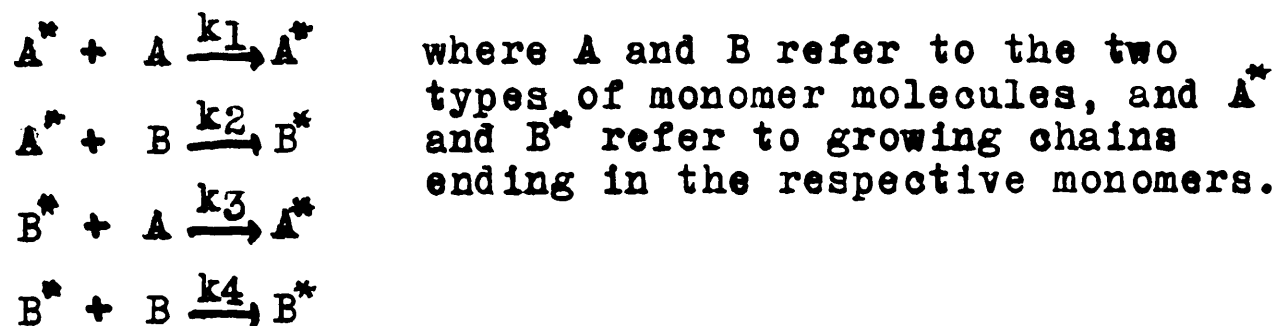 A* + A k1→ A* where A and B refer to the two
types of monomer molecules, and A*
A* + B k2→ B* and B* refer to growing chains
ending in the respective monomers.
B* + A k3→ A*
B* + B k4→ B*